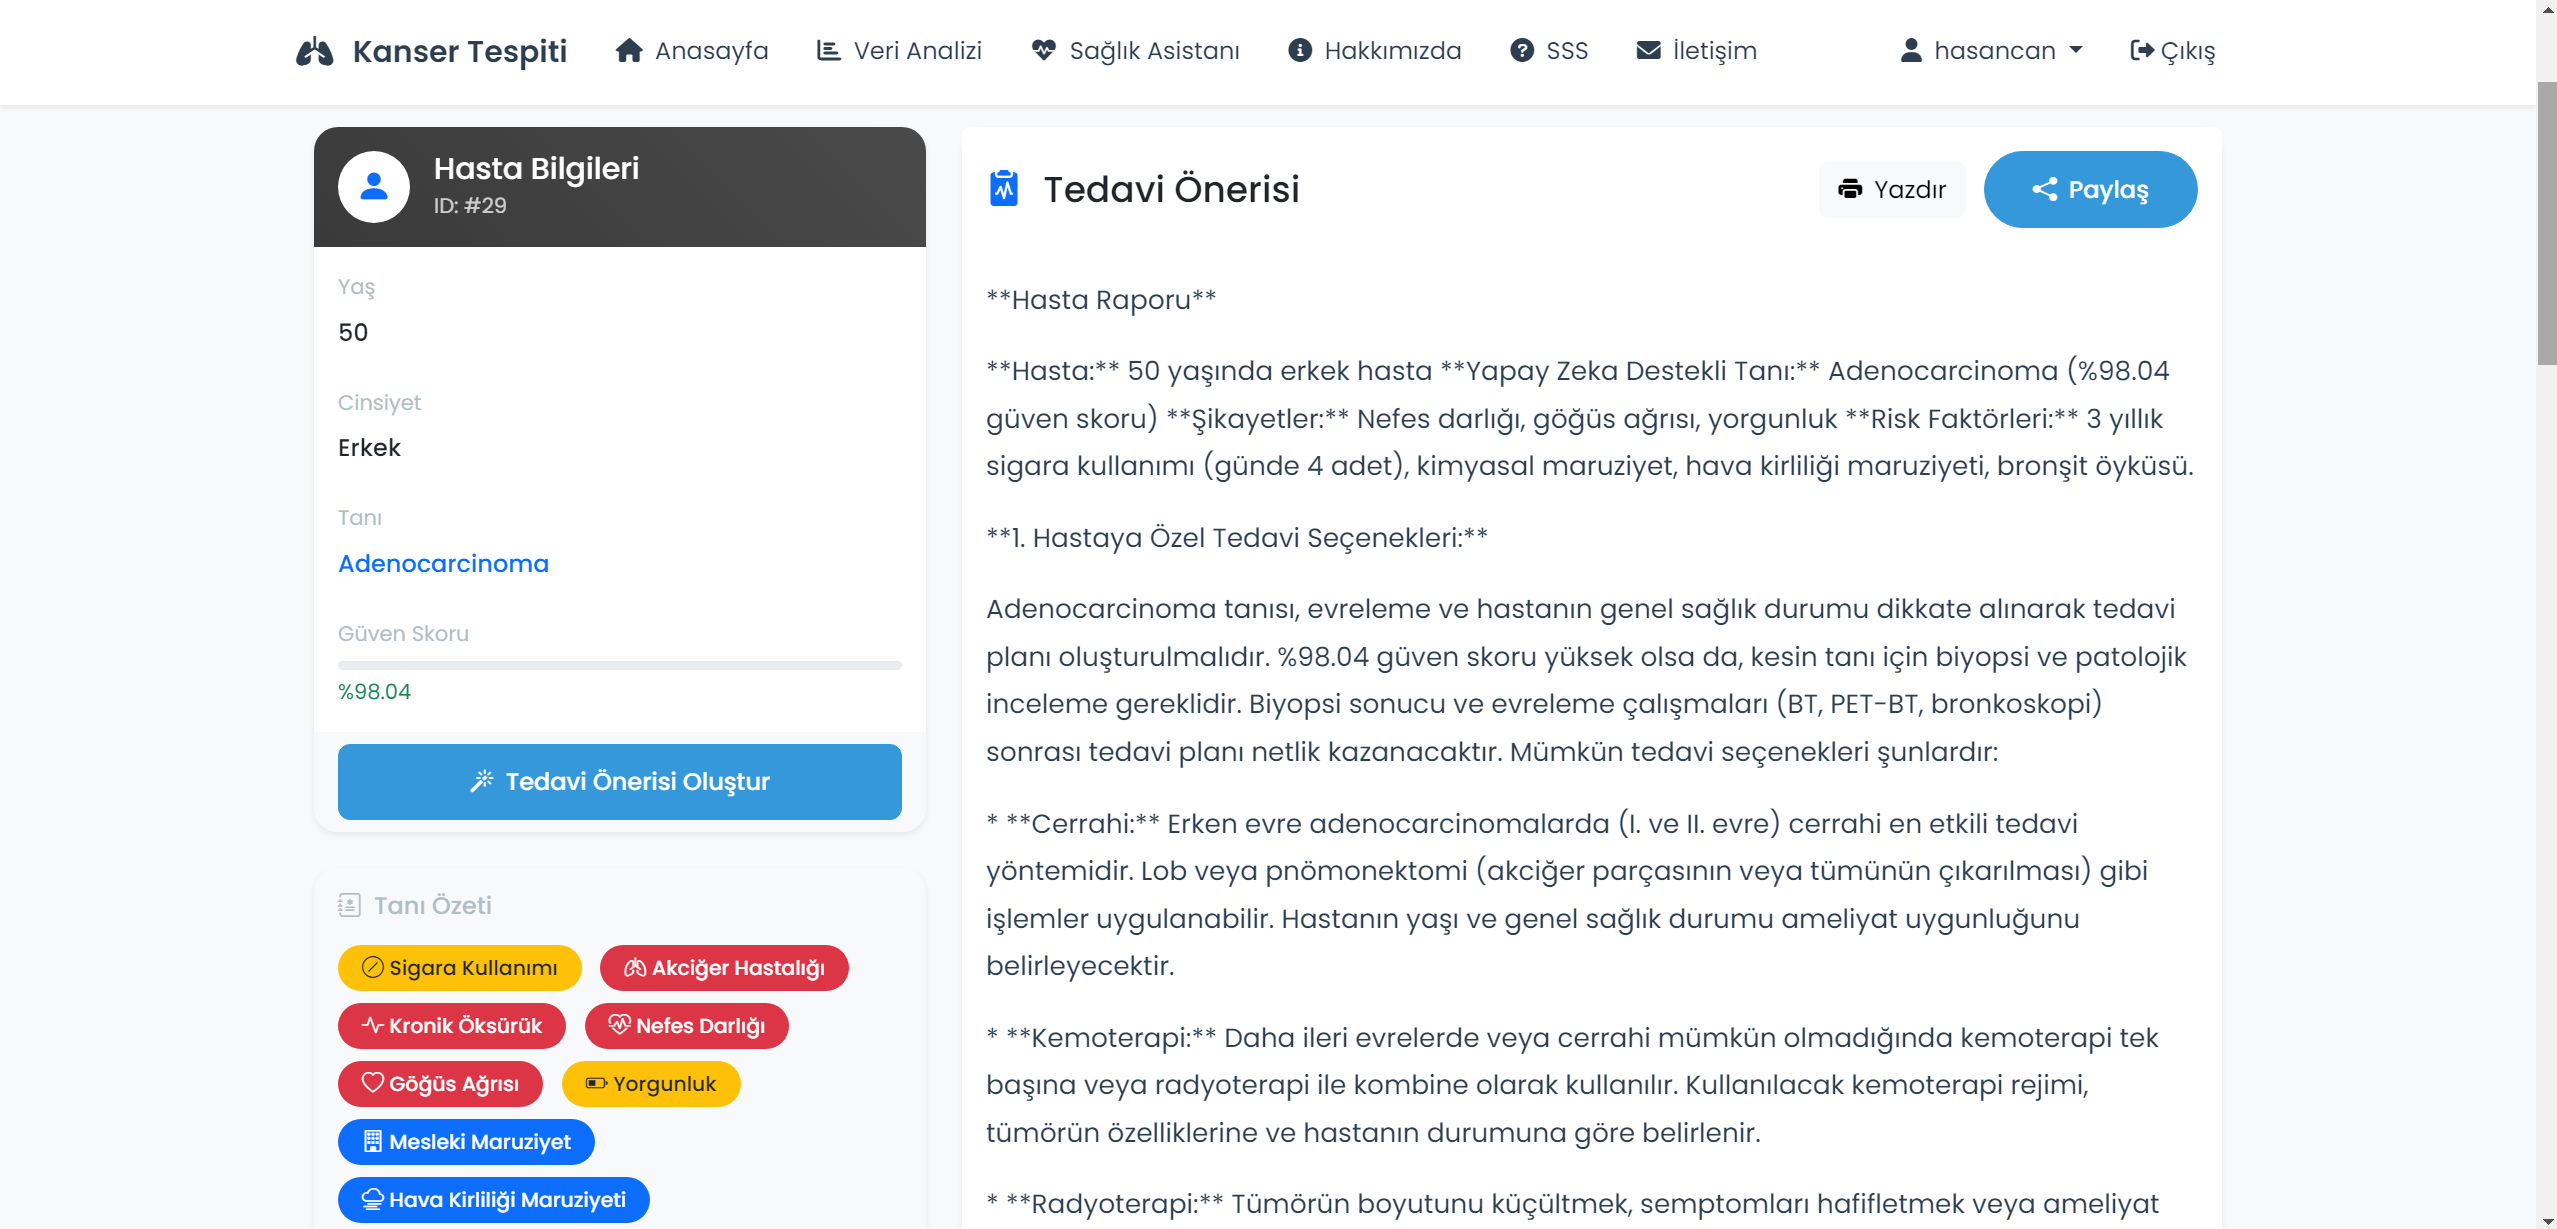 Kanser Tespiti
Anasayfa
Veri Analizi
Sağlık Asistanı
Hakkımızda
SSS
İletişim
hasancan
Çıkış
Hasta Bilgileri
ID: #29
Yaş
50
Cinsiyet
Erkek
Tanı
Adenocarcinoma
Güven Skoru
%98.04
Tedavi Önerisi Oluştur
Tanı Özeti
Sigara Kullanımı
Akciğer Hastalığı
Kronik Öksürük
Nefes Darlığı
Göğüs Ağrısı
Yorgunluk
Mesleki Maruziyet
Hava Kirliliği Maruziyeti
Tedavi Önerisi
Yazdır
Paylaş
**Hasta Raporu**
**Hasta:** 50 yaşında erkek hasta **Yapay Zeka Destekli Tanı:** Adenocarcinoma (%98.04
güven skoru) **Şikayetler:** Nefes darlığı, göğüs ağrısı, yorgunluk **Risk Faktörleri:** 3 yıllık
sigara kullanımı (günde 4 adet), kimyasal maruziyet, hava kirliliği maruziyeti, bronşit öyküsü.
**1. Hastaya Özel Tedavi Seçenekleri:**
Adenocarcinoma tanısı, evreleme ve hastanın genel sağlık durumu dikkate alınarak tedavi
planı oluşturulmalıdır. %98.04 güven skoru yüksek olsa da, kesin tanı için biyopsi ve patolojik
inceleme gereklidir. Biyopsi sonucu ve evreleme çalışmaları (BT, PET-BT, bronkoskopi)
sonrası tedavi planı netlik kazanacaktır. Mümkün tedavi seçenekleri şunlardır:
* **Cerrahi:** Erken evre adenocarcinomalarda (I. ve II. evre) cerrahi en etkili tedavi
yöntemidir. Lob veya pnömonektomi (akciğer parçasının veya tümünün çıkarılması) gibi
işlemler uygulanabilir. Hastanın yaşı ve genel sağlık durumu ameliyat uygunluğunu
belirleyecektir.
* **Kemoterapi:** Daha ileri evrelerde veya cerrahi mümkün olmadığında kemoterapi tek
başına veya radyoterapi ile kombine olarak kullanılır. Kullanılacak kemoterapi rejimi,
tümörün özelliklerine ve hastanın durumuna göre belirlenir.
* **Radyoterapi:** Tümörün boyutunu küçültmek, semptomları hafifletmek veya ameliyat